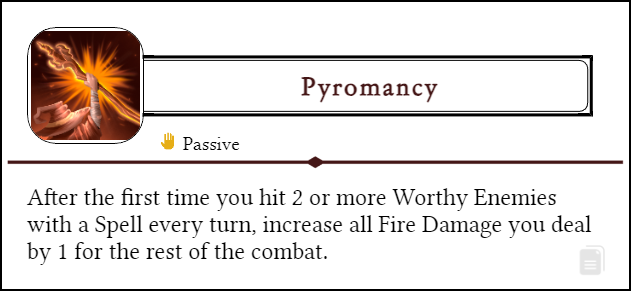 Pyromancy
Passive
After the first time you hit 2 or more Worthy Enemies
with a Spell every turn, increase all Fire Damage you deal
by 1 for the rest of the combat.